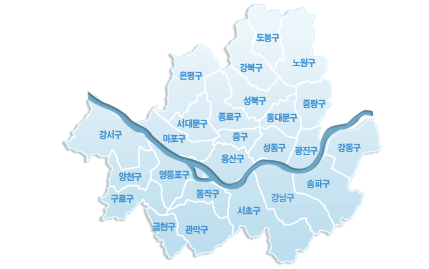 도봉구
노원구
강북구
은평구
성북구
중랑구
종로구
동대문구
서대문구
강서구
마포구
중구
성동구
광진구
강동구
용산구
양천구
영등포구
송파구
동작구
구로구
강남구
서초구
금천구
관악구